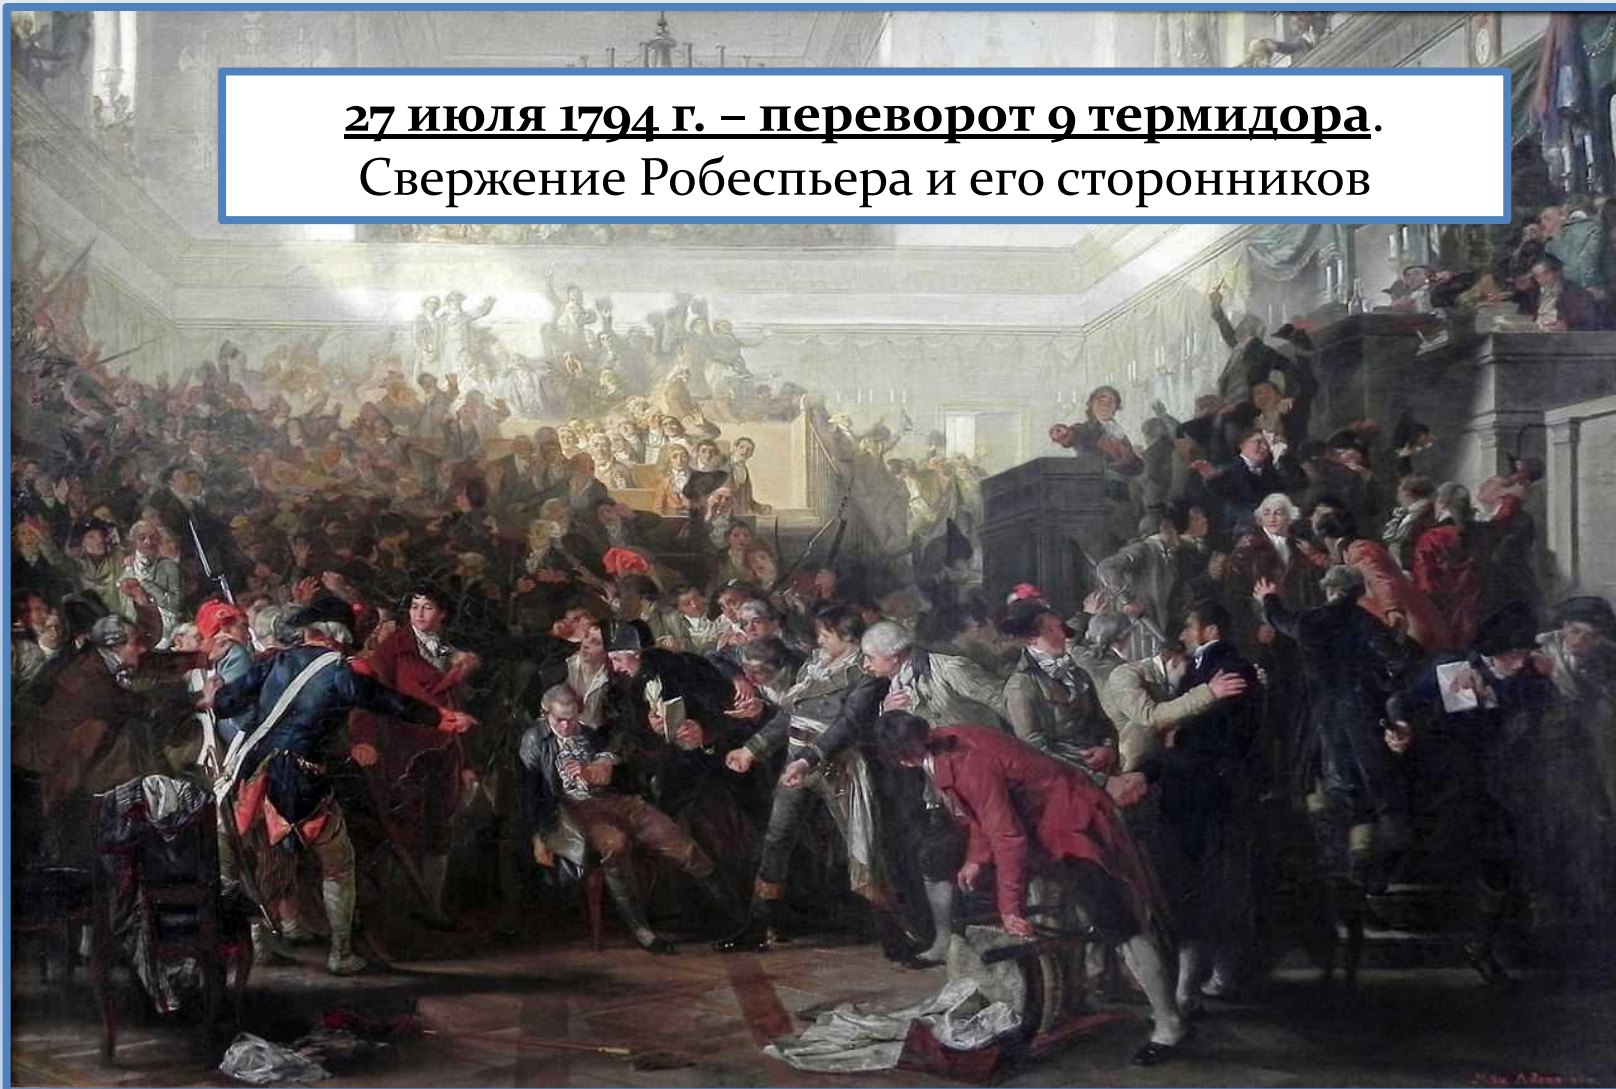 27 июля 1794 г. – переворот 9 термидора.
Свержение Робеспьера и его сторонников